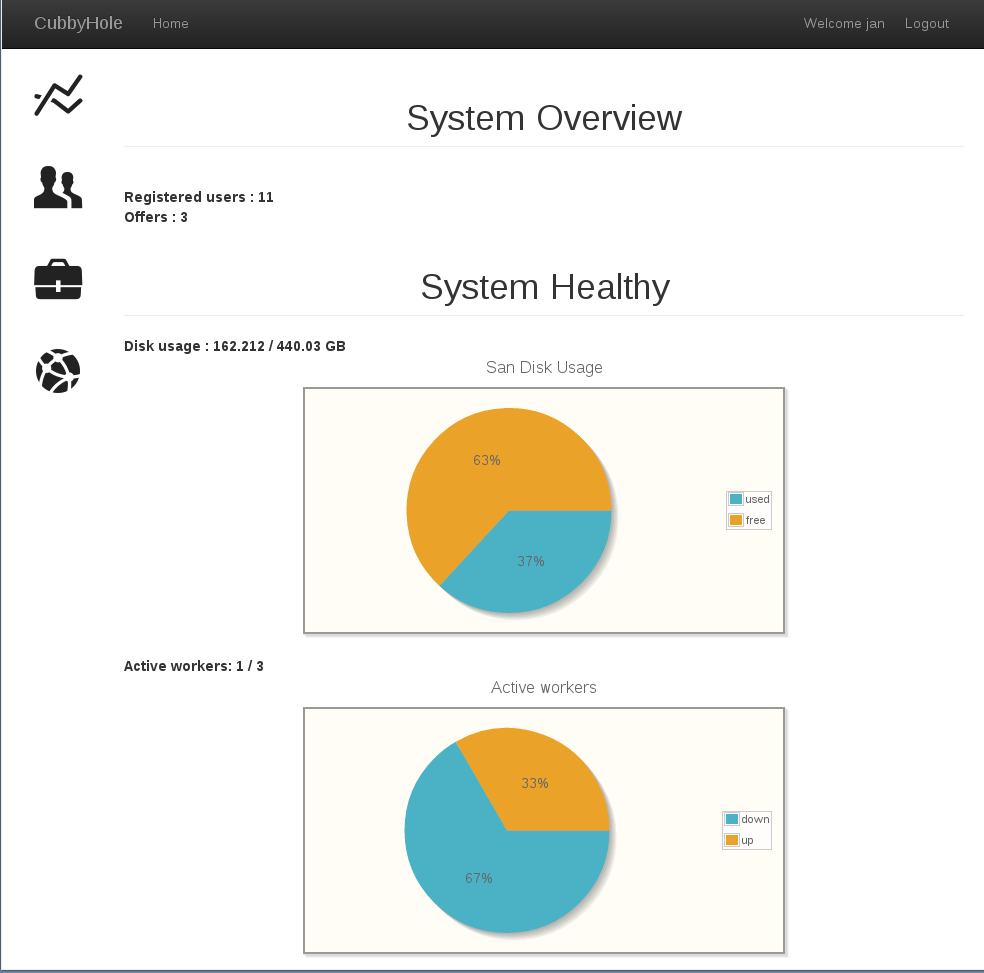 CubbyHole Home Welcome jan Logout
System Overview
Registered users : 11
Offers : 3
System Healthy
Disk usage : 162.212 / 440.03 GB
San Disk Usage
63%
37%
used
free
Active workers: 1 / 3
Active workers
33%
67%
down
up